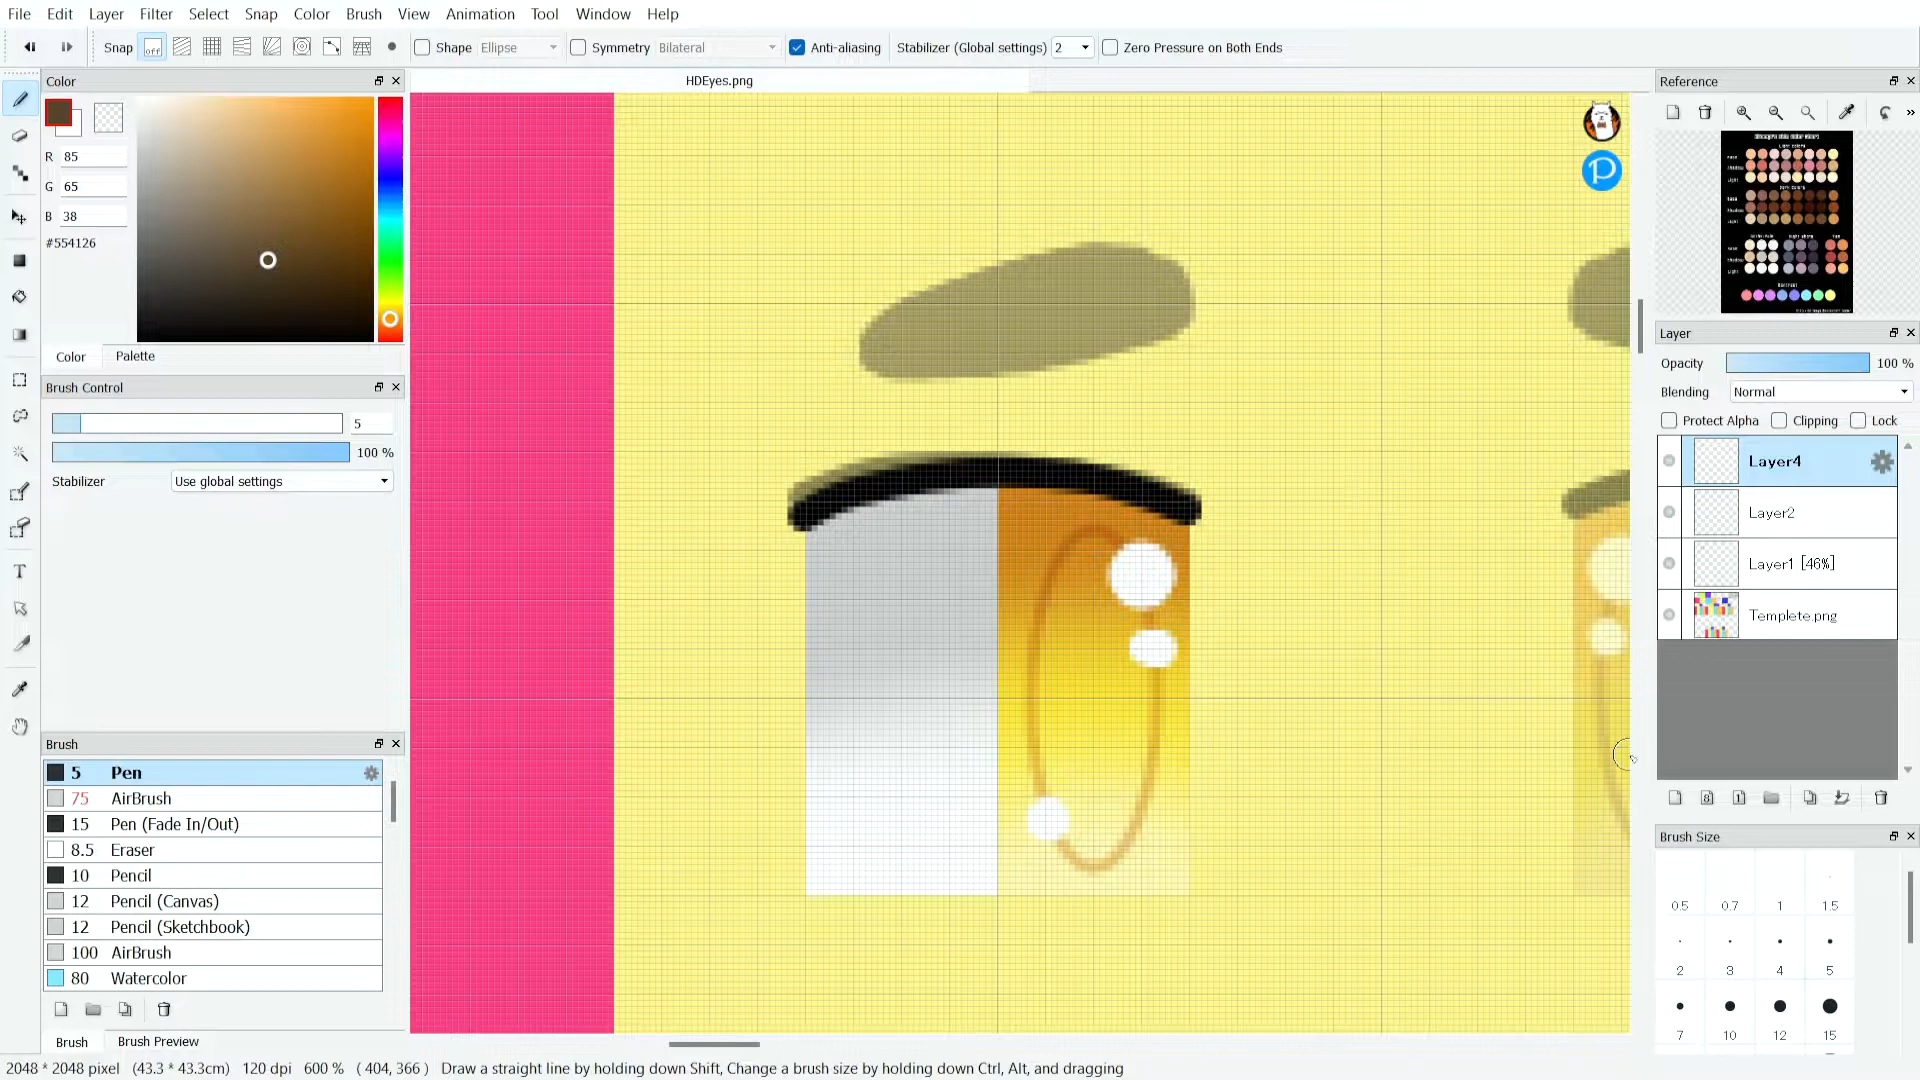 File Edit Layer Filter Select Snap Color Brush View Animation Tool Window Help
Snap off Shape Ellipse Symmetry Bilateral Anti-aliasing Stabilizer (Global settings) 2 Zero Pressure on Both Ends
Color
HDEyes.png
Reference
R 85
G 65
B 38
#554126
Color Palette
Brush Control
5
100 %
Stabilizer Use global settings
Brush
5 Pen
75 AirBrush
15 Pen (Fade In/Out)
8.5 Eraser
10 Pencil
12 Pencil (Canvas)
12 Pencil (Sketchbook)
100 AirBrush
80 Watercolor
Brush Brush Preview
Layer
Opacity 100 %
Blending Normal
Protect Alpha Clipping Lock
Layer4
Layer2
Layer1 [46%]
Templete.png
Brush Size
0.5 0.7 1 1.5
2 3 4 5
7 10 12 15
2048 * 2048 pixel (43.3 * 43.3cm) 120 dpi 600 % ( 404, 366 ) Draw a straight line by holding down Shift, Change a brush size by holding down Ctrl, Alt, and dragging